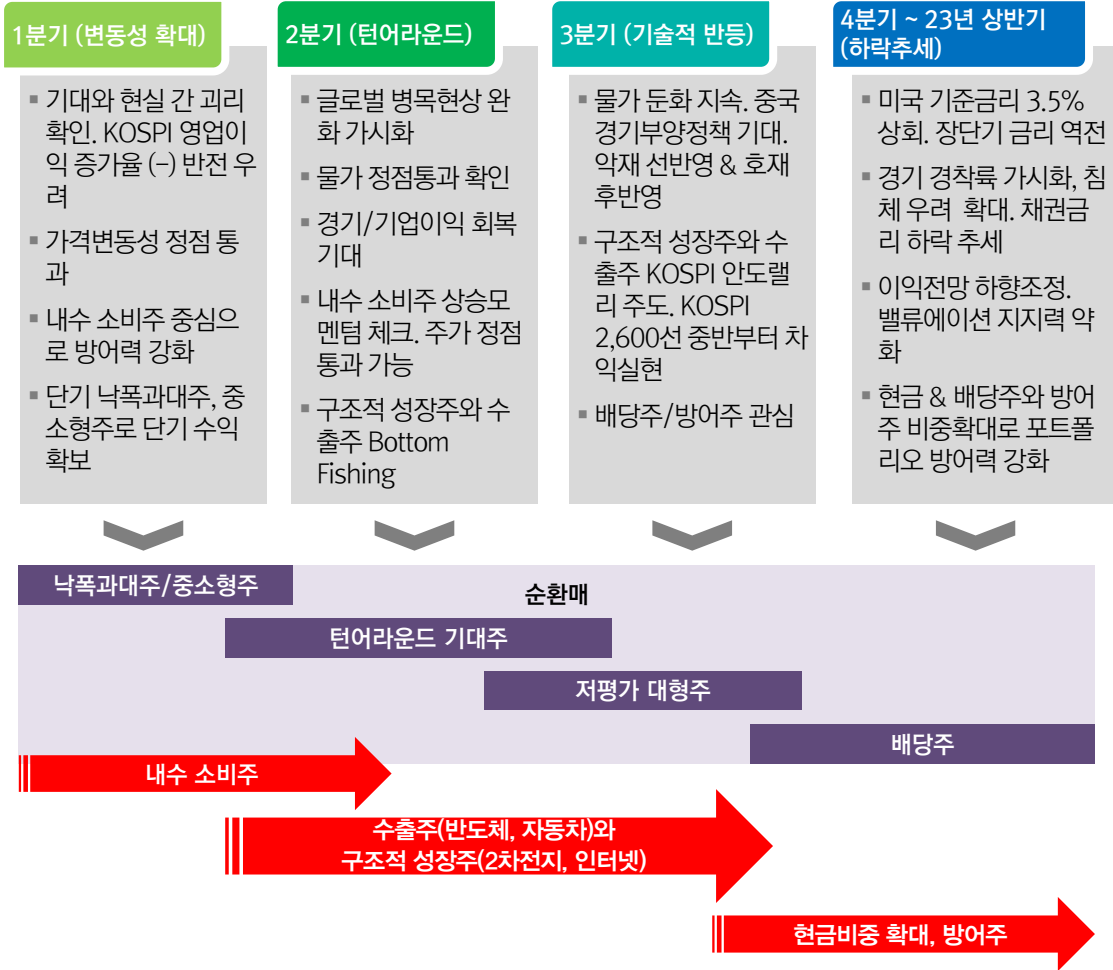 1분기 (변동성 확대)
▪ 기대와 현실 간 괴리
확인. KOSPI 영업이
익 증가율 (-) 반전 우
려
▪ 가격변동성 정점 통
과
▪ 내수 소비주 중심으
로 방어력 강화
▪ 단기 낙폭과대주, 중
소형주로 단기 수익
확보
2분기 (턴어라운드)
▪ 글로벌 병목현상 완
화 가시화
▪ 물가 정점통과 확인
▪ 경기/기업이익 회복
기대
▪ 내수 소비주 상승모
멘텀 체크. 주가 정점
통과 가능
▪ 구조적 성장주와 수
출주 Bottom
Fishing
3분기 (기술적 반등)
▪ 물가 둔화 지속. 중국
경기부양정책 기대.
악재 선반영 & 호재
후반영
▪ 구조적 성장주와 수
출주 KOSPI 안도랠
리 주도. KOSPI
2,600선 중반부터 차
익실현
▪ 배당주/방어주 관심
4분기 ~ 23년 상반기
(하락추세)
▪ 미국 기준금리 3.5%
상회. 장단기 금리 역전
▪ 경기 경착륙 가시화, 침
체 우려 확대. 채권금
리 하락 추세
▪ 이익전망 하향조정.
밸류에이션 지지력 약
화
▪ 현금 & 배당주와 방어
주 비중확대로 포트폴
리오 방어력 강화
낙폭과대주/중소형주
순환매
턴어라운드 기대주
저평가 대형주
배당주
내수 소비주
수출주(반도체, 자동차)와
구조적 성장주(2차전지, 인터넷)
현금비중 확대, 방어주